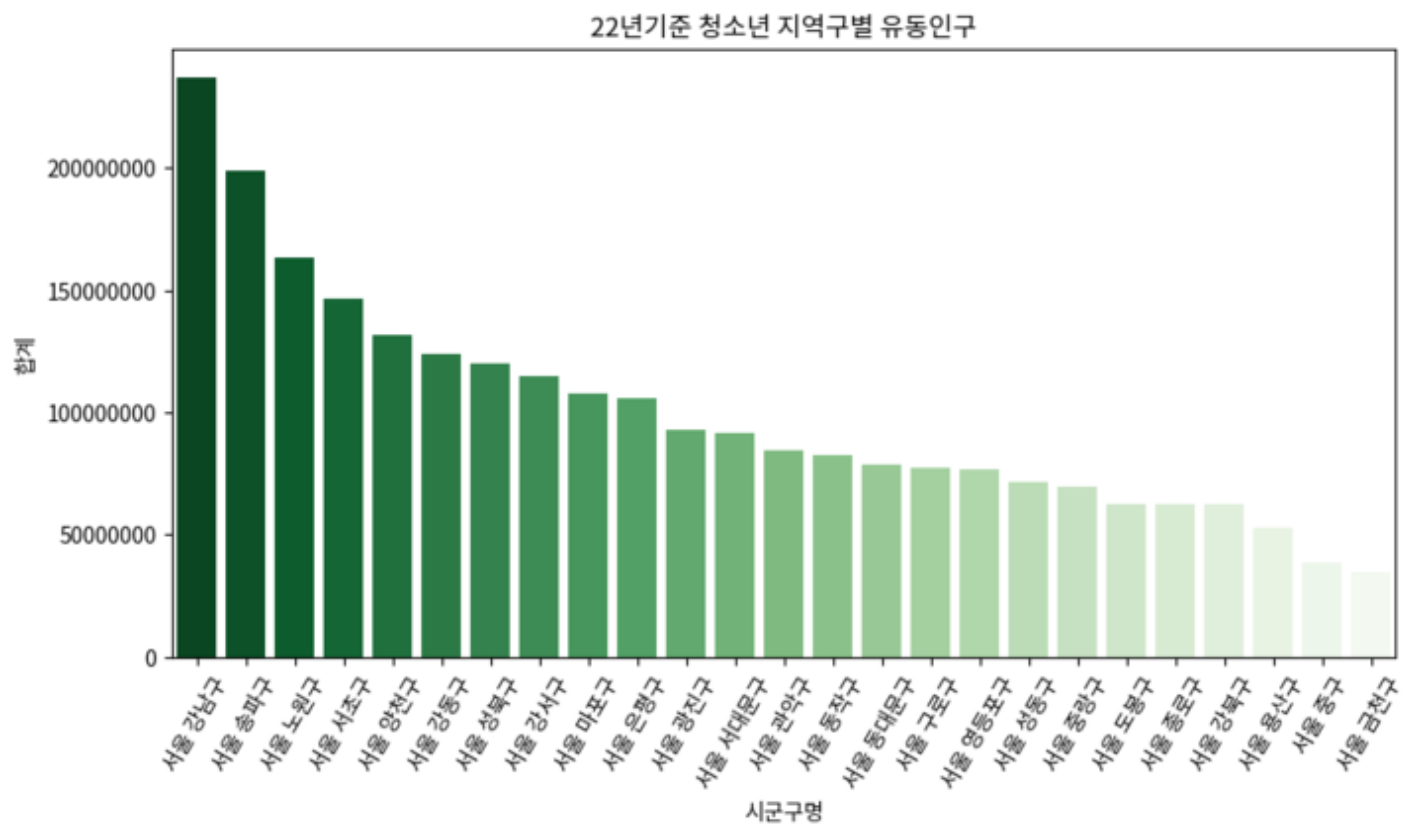 22년기준 청소년 지역구별 유동인구
합계
200000000
150000000
100000000
50000000
0
서울 강남구
서울 송파구
서울 노원구
서울 서초구
서울 양천구
서울 강동구
서울 성북구
서울 강서구
서울 마포구
서울 은평구
서울 광진구
서울 서대문구
서울 관악구
서울 동작구
서울 동대문구
서울 구로구
서울 영등포구
서울 성동구
서울 중랑구
서울 도봉구
서울 종로구
서울 강북구
서울 용산구
서울 중구
서울 금천구
시군구명